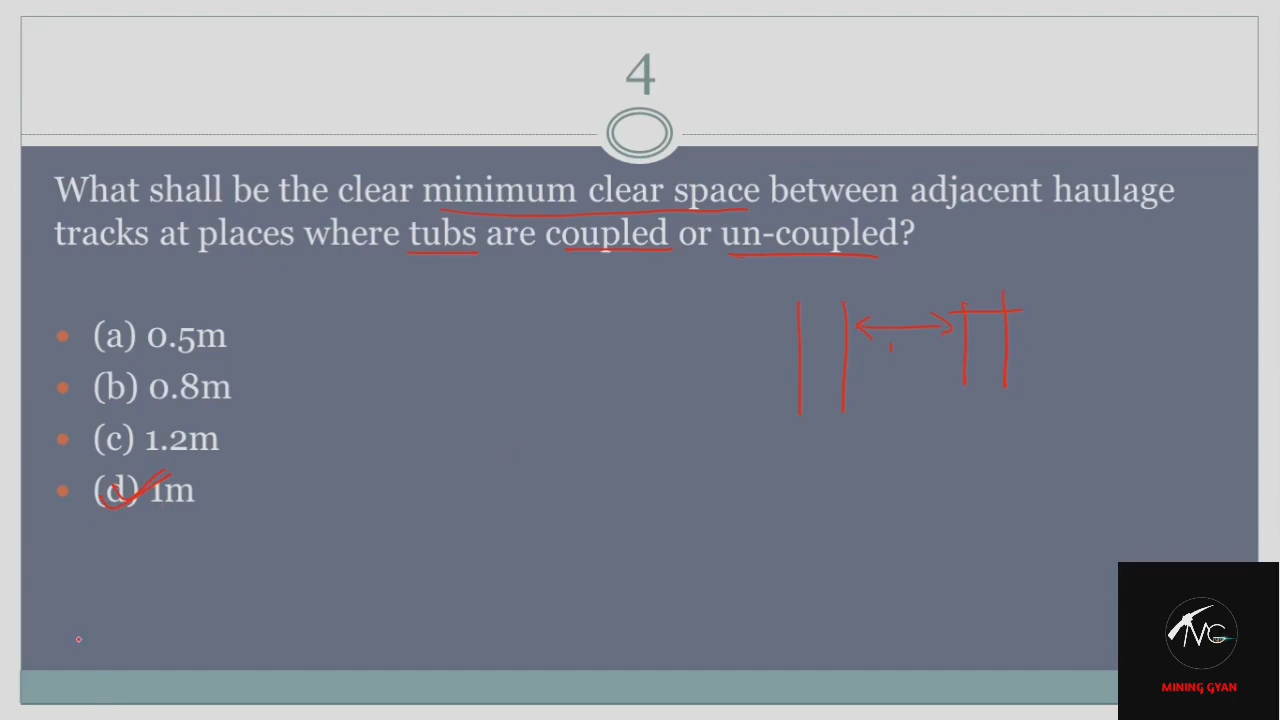 4
What shall be the clear minimum clear space between adjacent haulage
tracks at places where tubs are coupled or un-coupled?
(a) 0.5m
(b) 0.8m
(c) 1.2m
(d) 1m
MG
MINING GYAN